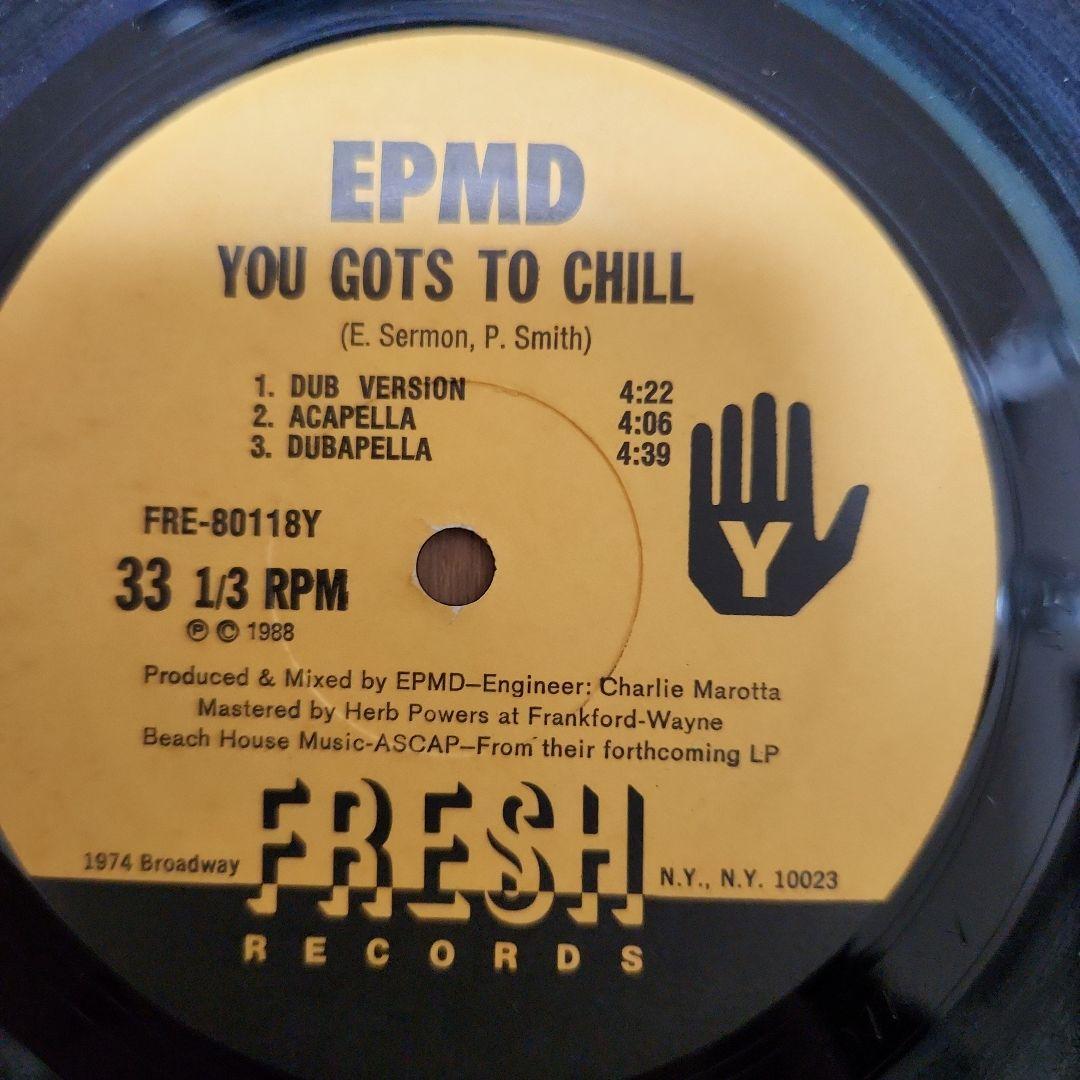 EPMD
YOU GOTS TO CHILL
(E. Sermon, P. Smith)
1. DUB VERSION 4:22
2. ACAPELLA 4:06
3. DUBAPELLA 4:39
Y
FRE-80118Y
33 1/3 RPM
Ⓟ © 1988
Produced & Mixed by EPMD—Engineer: Charlie Marotta
Mastered by Herb Powers at Frankford-Wayne
Beach House Music-ASCAP—From their forthcoming LP
1974 Broadway FRESH N.Y., N.Y. 10023
RECORDS